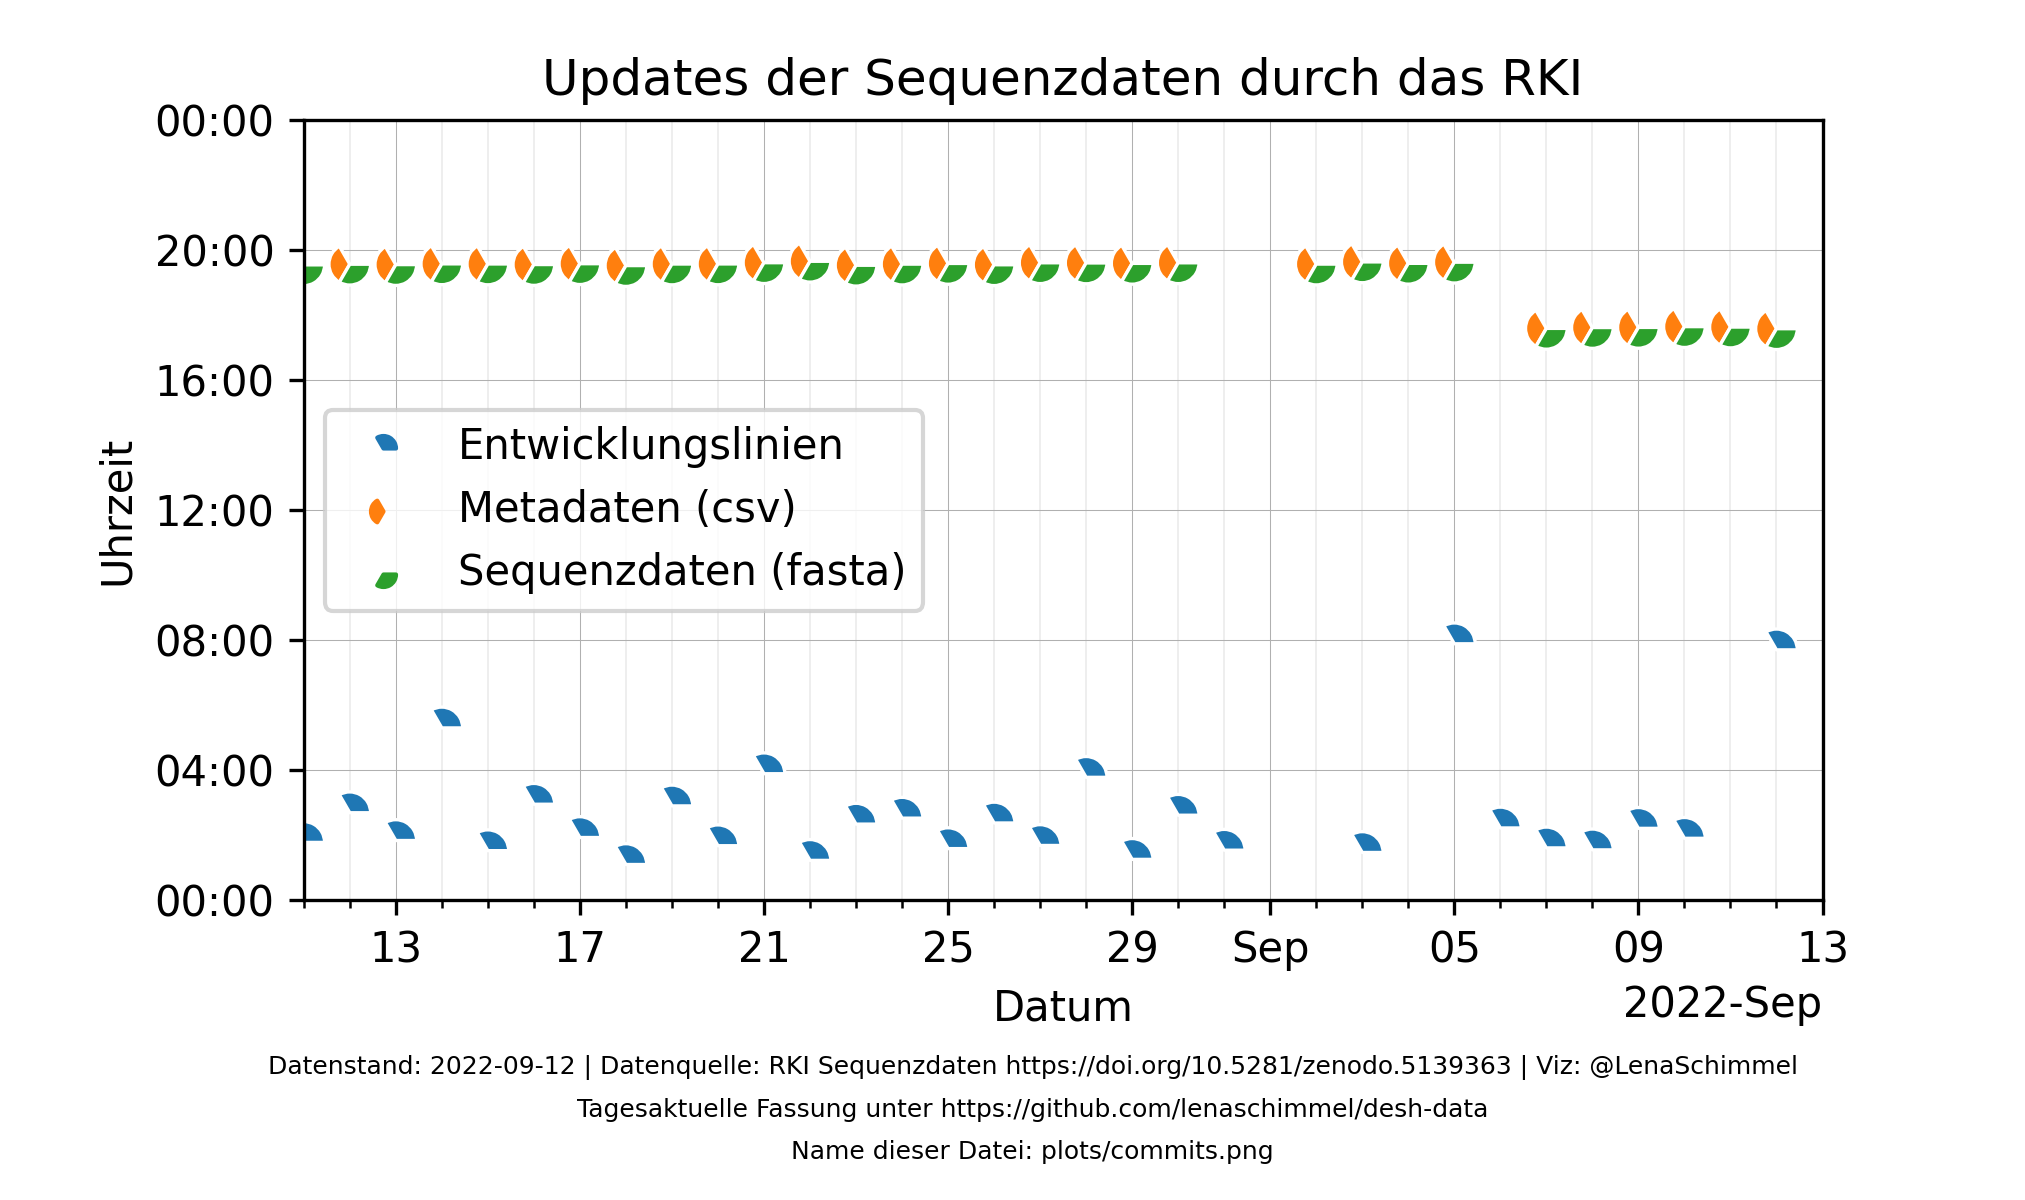 Updates der Sequenzdaten durch das RKI
00:00
20:00
16:00
12:00
08:00
04:00
00:00
Uhrzeit
Entwicklungslinien
Metadaten (csv)
Sequenzdaten (fasta)
13 17 21 25 29 Sep 05 09 13
Datum
2022-Sep
Datenstand: 2022-09-12 | Datenquelle: RKI Sequenzdaten https://doi.org/10.5281/zenodo.5139363 | Viz: @LenaSchimmel
Tagesaktuelle Fassung unter https://github.com/lenaschimmel/desh-data
Name dieser Datei: plots/commits.png